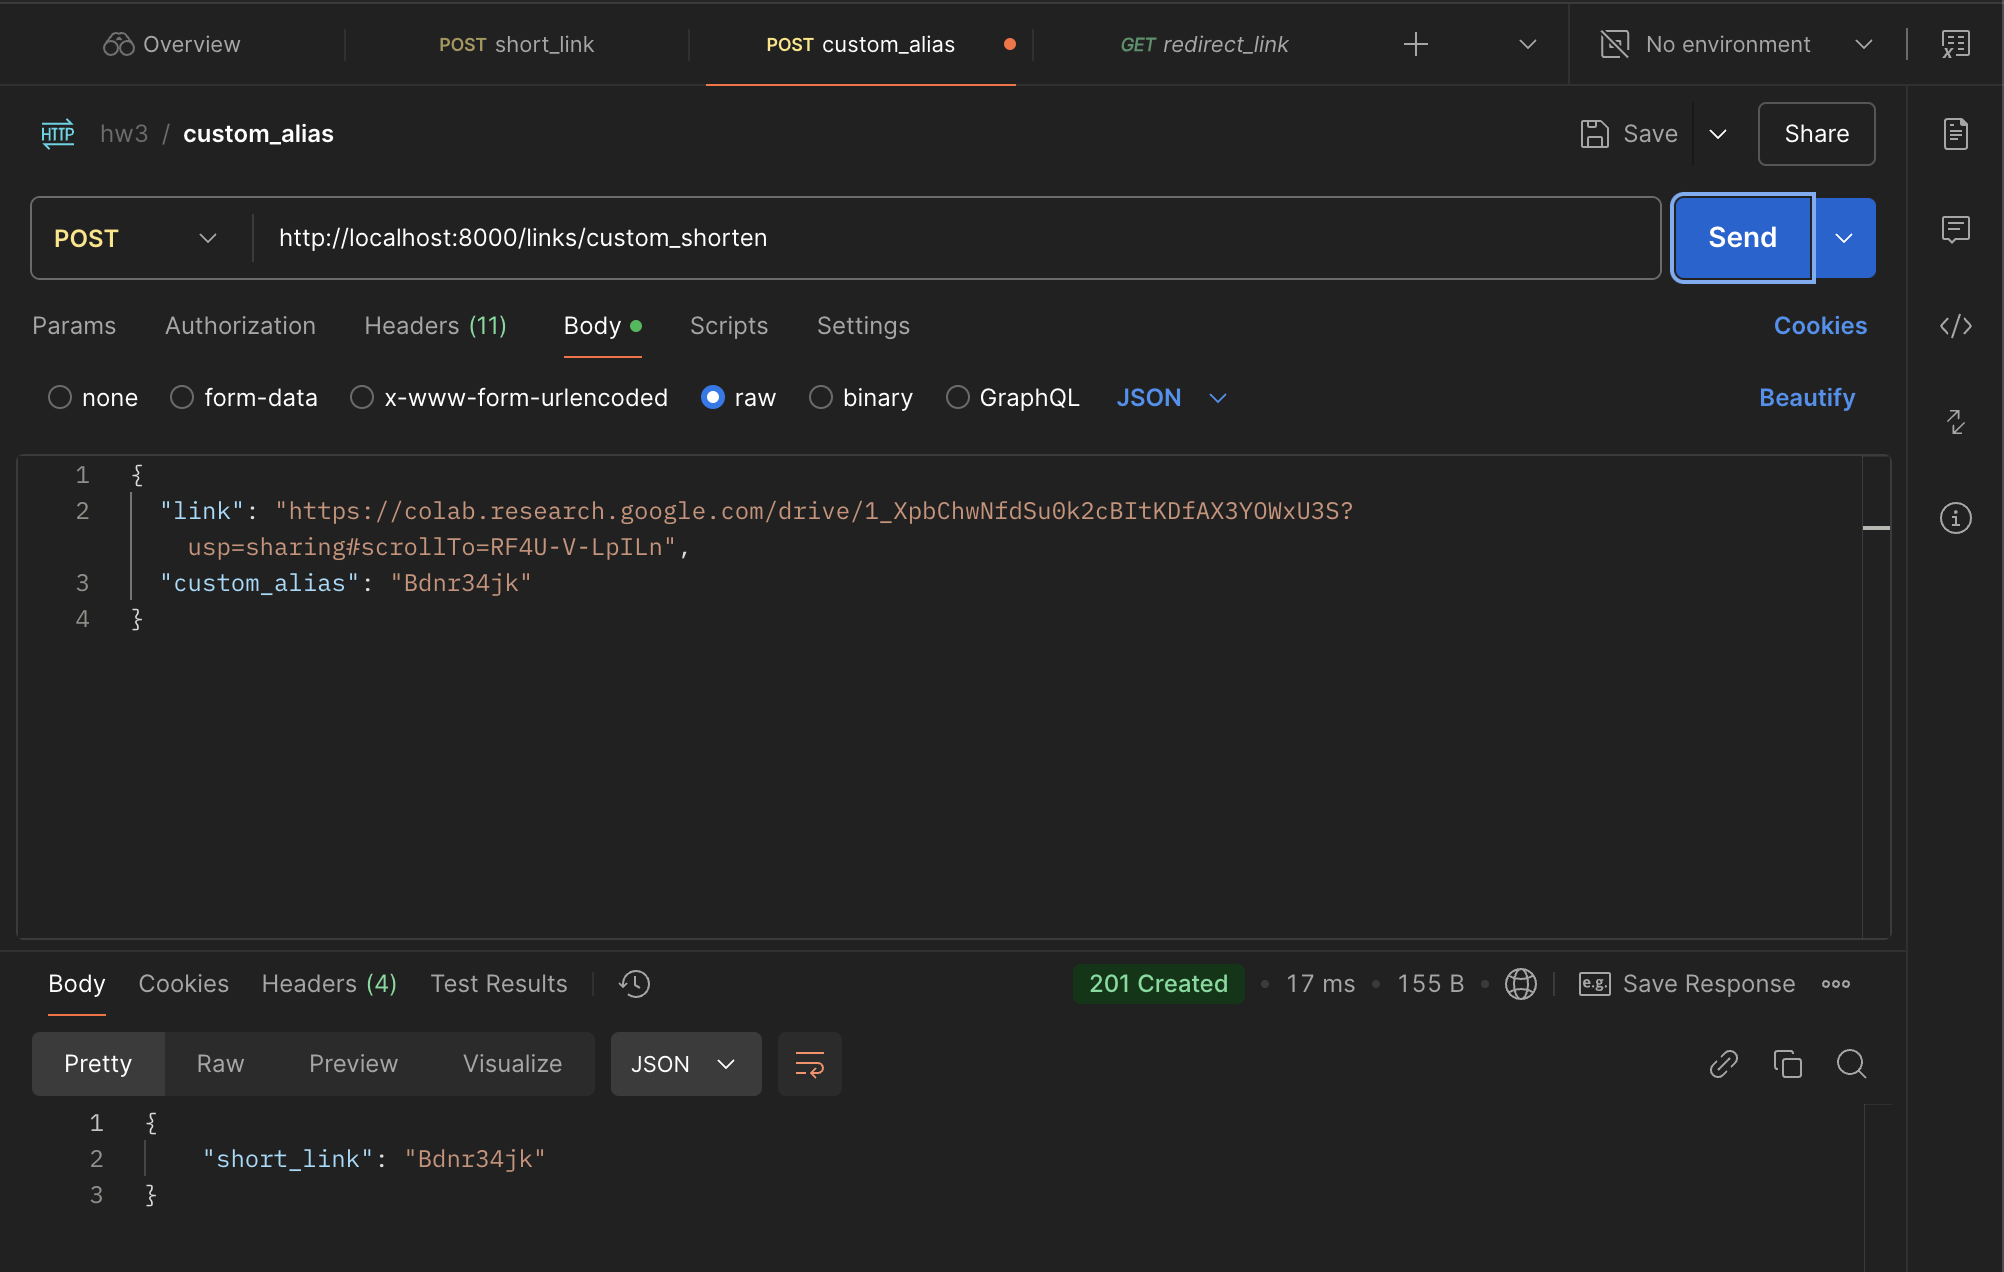 Overview
POST short_link
POST custom_alias
GET redirect_link
No environment
HTTP hw3 / custom_alias
Save
Share
POST
http://localhost:8000/links/custom_shorten
Send
Params Authorization Headers (11) Body Scripts Settings
Cookies
none form-data x-www-form-urlencoded raw binary GraphQL JSON
Beautify
1 {
2 "link": "https://colab.research.google.com/drive/1_XpbChwNfdSu0k2cBItKDfAX3YOWxU3S?
usp=sharing#scrollTo=RF4U-V-LpILn",
3 "custom_alias": "Bdnr34jk"
4 }
Body Cookies Headers (4) Test Results
201 Created • 17 ms • 155 B •
e.g. Save Response
Pretty Raw Preview Visualize JSON
1 {
2 "short_link": "Bdnr34jk"
3 }